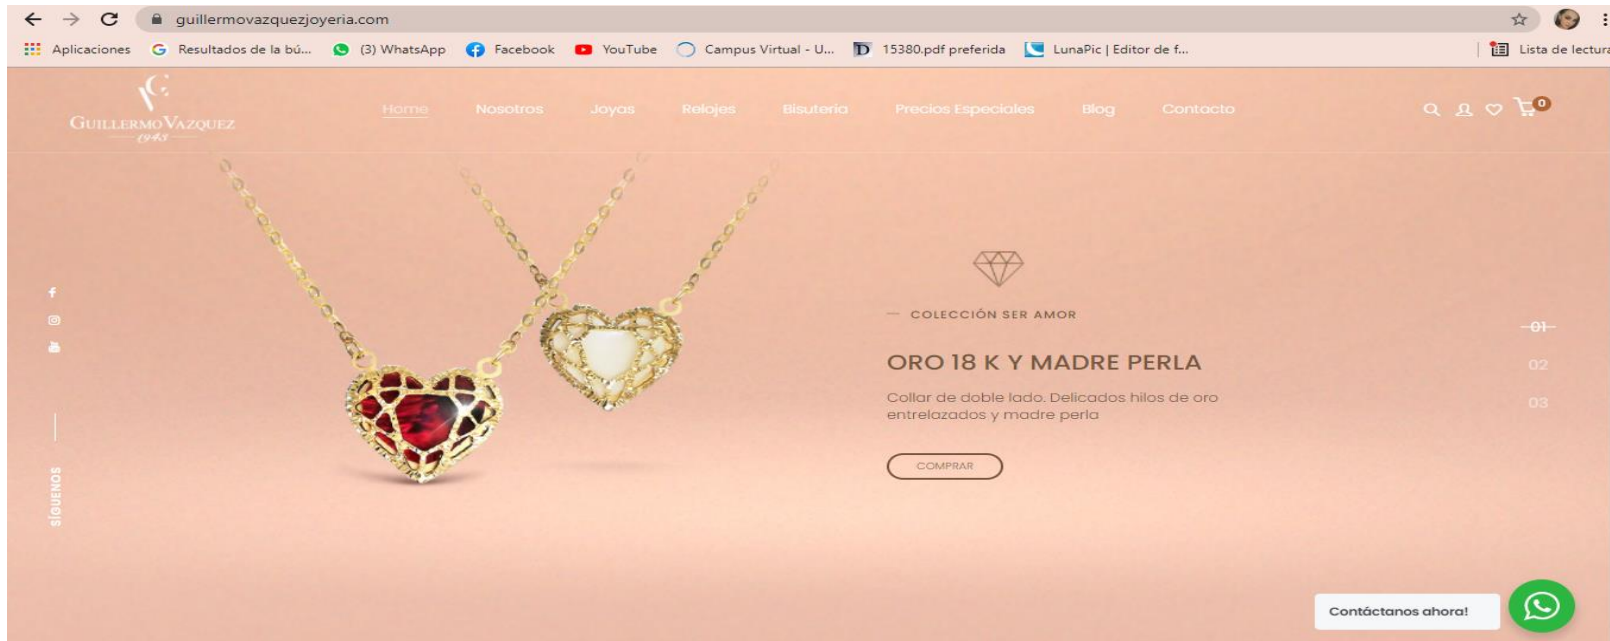 guillermovazquezjoyeria.com
Aplicaciones Resultados de la bú... (3) WhatsApp Facebook YouTube Campus Virtual - U... 15380.pdf preferida LunaPic | Editor de f... Lista de lectura
GUILLERMO VAZQUEZ
1943
Home Nosotros Joyas Relojes Bisutería Precios Especiales Blog Contacto
0
COLECCIÓN SER AMOR
ORO 18 K Y MADRE PERLA
Collar de doble lado. Delicados hilos de oro
entrelazados y madre perla
COMPRAR
01
02
03
SÍGUENOS
Contáctanos ahora!